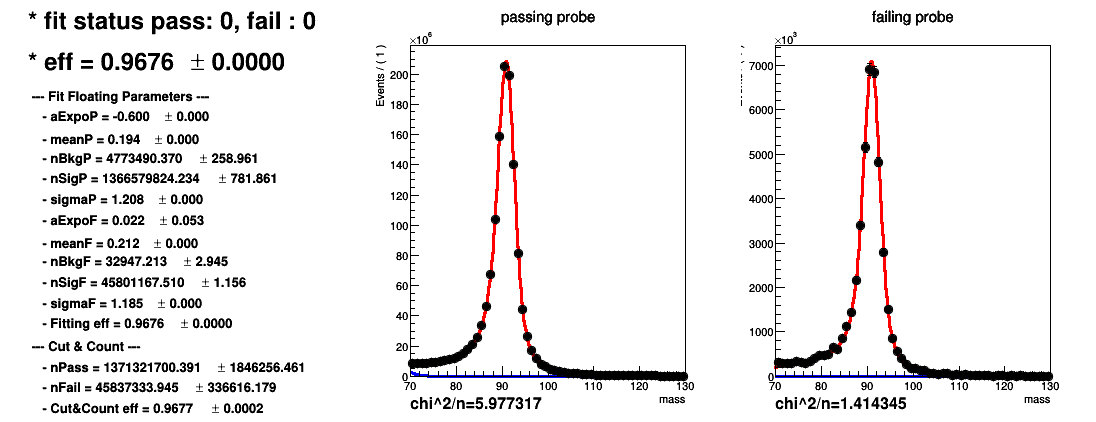 * fit status pass: 0, fail : 0
* eff = 0.9676 ± 0.0000
--- Fit Floating Parameters ---
- aExpoP = -0.600 ± 0.000
- meanP = 0.194 ± 0.000
- nBkgP = 4773490.370 ± 258.961
- nSigP = 1366579824.234 ± 781.861
- sigmaP = 1.208 ± 0.000
- aExpoF = 0.022 ± 0.053
- meanF = 0.212 ± 0.000
- nBkgF = 32947.213 ± 2.945
- nSigF = 45801167.510 ± 1.156
- sigmaF = 1.185 ± 0.000
- Fitting eff = 0.9676 ± 0.0000
--- Cut & Count ---
- nPass = 1371321700.391 ± 1846256.461
- nFail = 45837333.945 ± 336616.179
- Cut&Count eff = 0.9677 ± 0.0002
passing probe
×10⁶
Events / ( 1 )
200
180
160
140
120
100
80
60
40
20
0
70 80 90 100 110 120 130
mass
chi^2/n=5.977317
failing probe
×10³
7000
6000
5000
4000
3000
2000
1000
0
70 80 90 100 110 120 130
mass
chi^2/n=1.414345